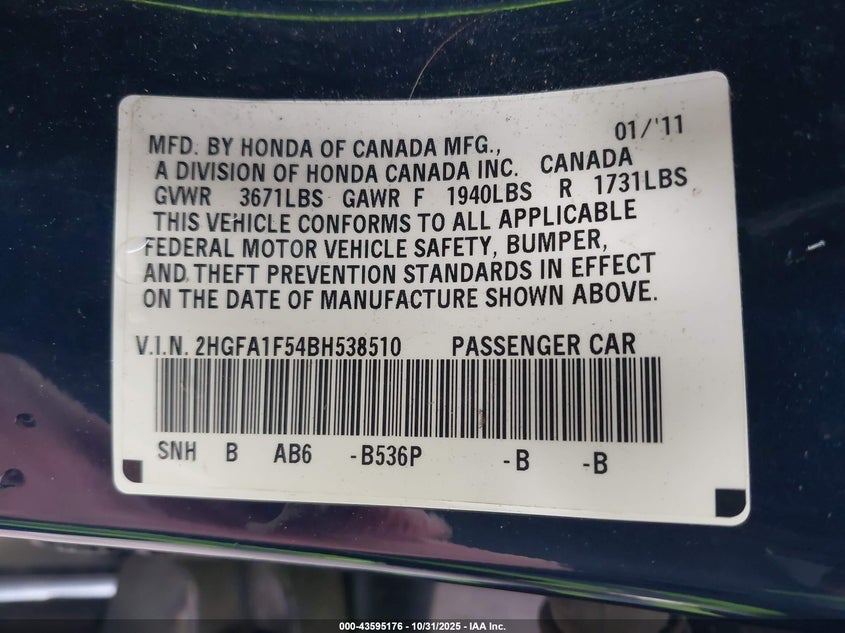 01/'11
MFD. BY HONDA OF CANADA MFG.,
A DIVISION OF HONDA CANADA INC. CANADA
GVWR 3671LBS GAWR F 1940LBS R 1731LBS
THIS VEHICLE CONFORMS TO ALL APPLICABLE
FEDERAL MOTOR VEHICLE SAFETY, BUMPER,
AND THEFT PREVENTION STANDARDS IN EFFECT
ON THE DATE OF MANUFACTURE SHOWN ABOVE.
V.I.N. 2HGFA1F54BH538510 PASSENGER CAR
SNH B AB6 -B536P -B -B
000-43595176 - 10/31/2025 - IAA Inc.